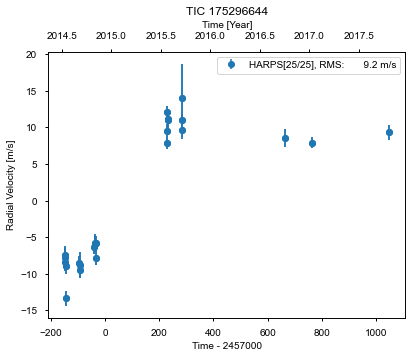 TIC 175296644
Time [Year]
2014.5 2015.0 2015.5 2016.0 2016.5 2017.0 2017.5
HARPS[25/25], RMS: 9.2 m/s
20
15
10
5
0
−5
−10
−15
Radial Velocity [m/s]
−200 0 200 400 600 800 1000
Time - 2457000